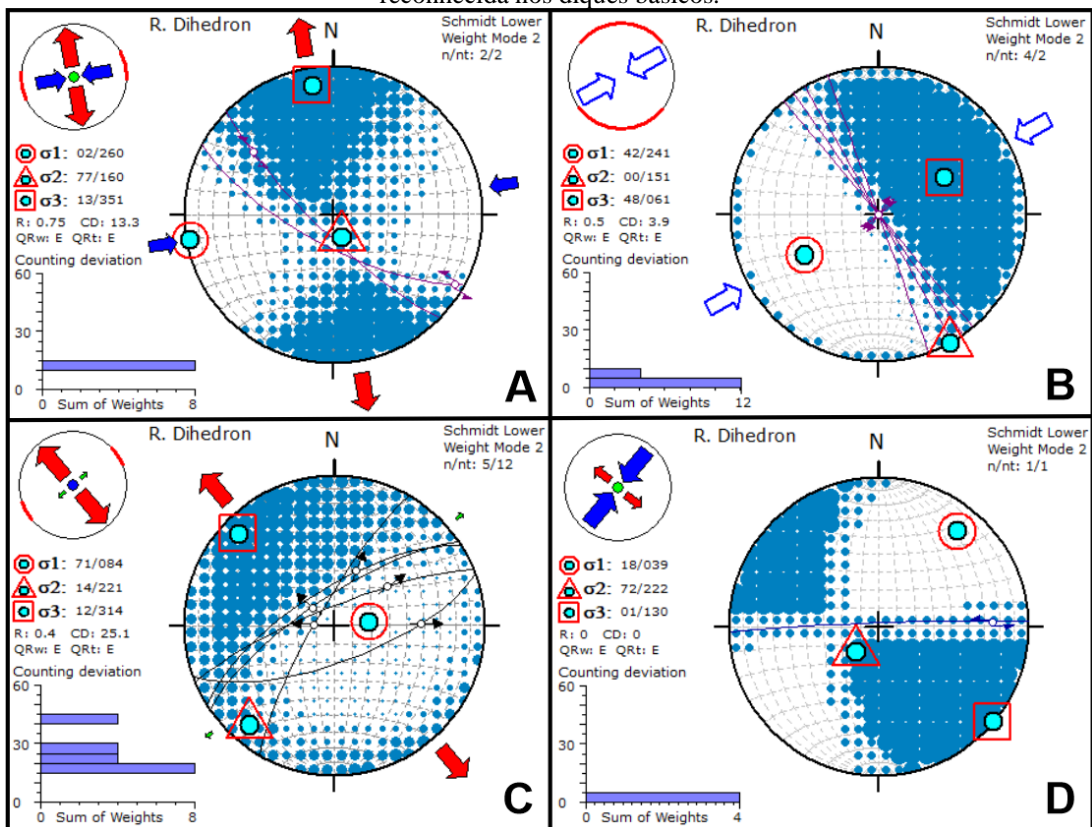 reconhecida nos diques básicos.
R. Dihedron
N
Schmidt Lower
Weight Mode 2
n/nt: 2/2
σ1: 02/260
σ2: 77/160
σ3: 13/351
R: 0.75 CD: 13.3
QRw: E QRt: E
Counting deviation
60
30
0
0 Sum of Weights 8
A
R. Dihedron
N
Schmidt Lower
Weight Mode 2
n/nt: 4/2
σ1: 42/241
σ2: 00/151
σ3: 48/061
R: 0.5 CD: 3.9
QRw: E QRt: E
Counting deviation
60
30
0
0 Sum of Weights 12
B
R. Dihedron
N
Schmidt Lower
Weight Mode 2
n/nt: 5/12
σ1: 71/084
σ2: 14/221
σ3: 12/314
R: 0.4 CD: 25.1
QRw: E QRt: E
Counting deviation
60
30
0
0 Sum of Weights 8
C
R. Dihedron
N
Schmidt Lower
Weight Mode 2
n/nt: 1/1
σ1: 18/039
σ2: 72/222
σ3: 01/130
R: 0 CD: 0
QRw: E QRt: E
Counting deviation
60
30
0
0 Sum of Weights 4
D